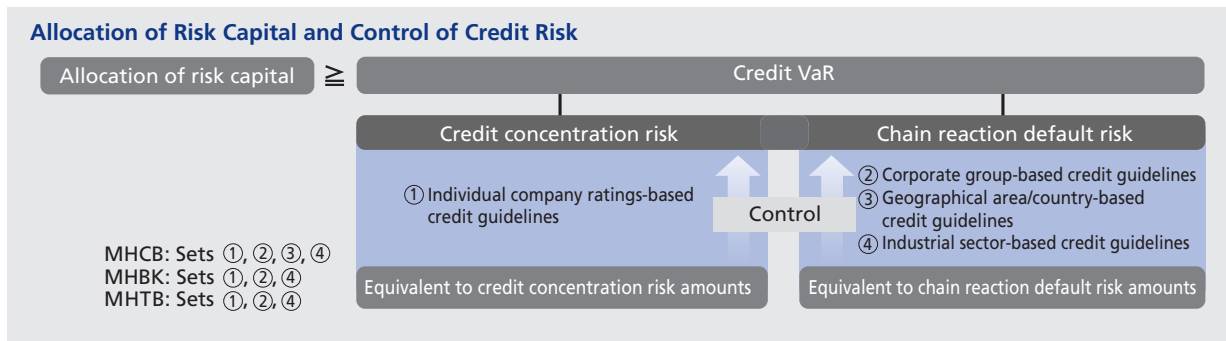 Allocation of Risk Capital and Control of Credit Risk
Allocation of risk capital ≧ Credit VaR
Credit concentration risk
Chain reaction default risk
① Individual company ratings-based
credit guidelines
Control
② Corporate group-based credit guidelines
③ Geographical area/country-based
credit guidelines
④ Industrial sector-based credit guidelines
MHCB: Sets ①, ②, ③, ④
MHBK: Sets ①, ②, ④
MHTB: Sets ①, ②, ④
Equivalent to credit concentration risk amounts
Equivalent to chain reaction default risk amounts